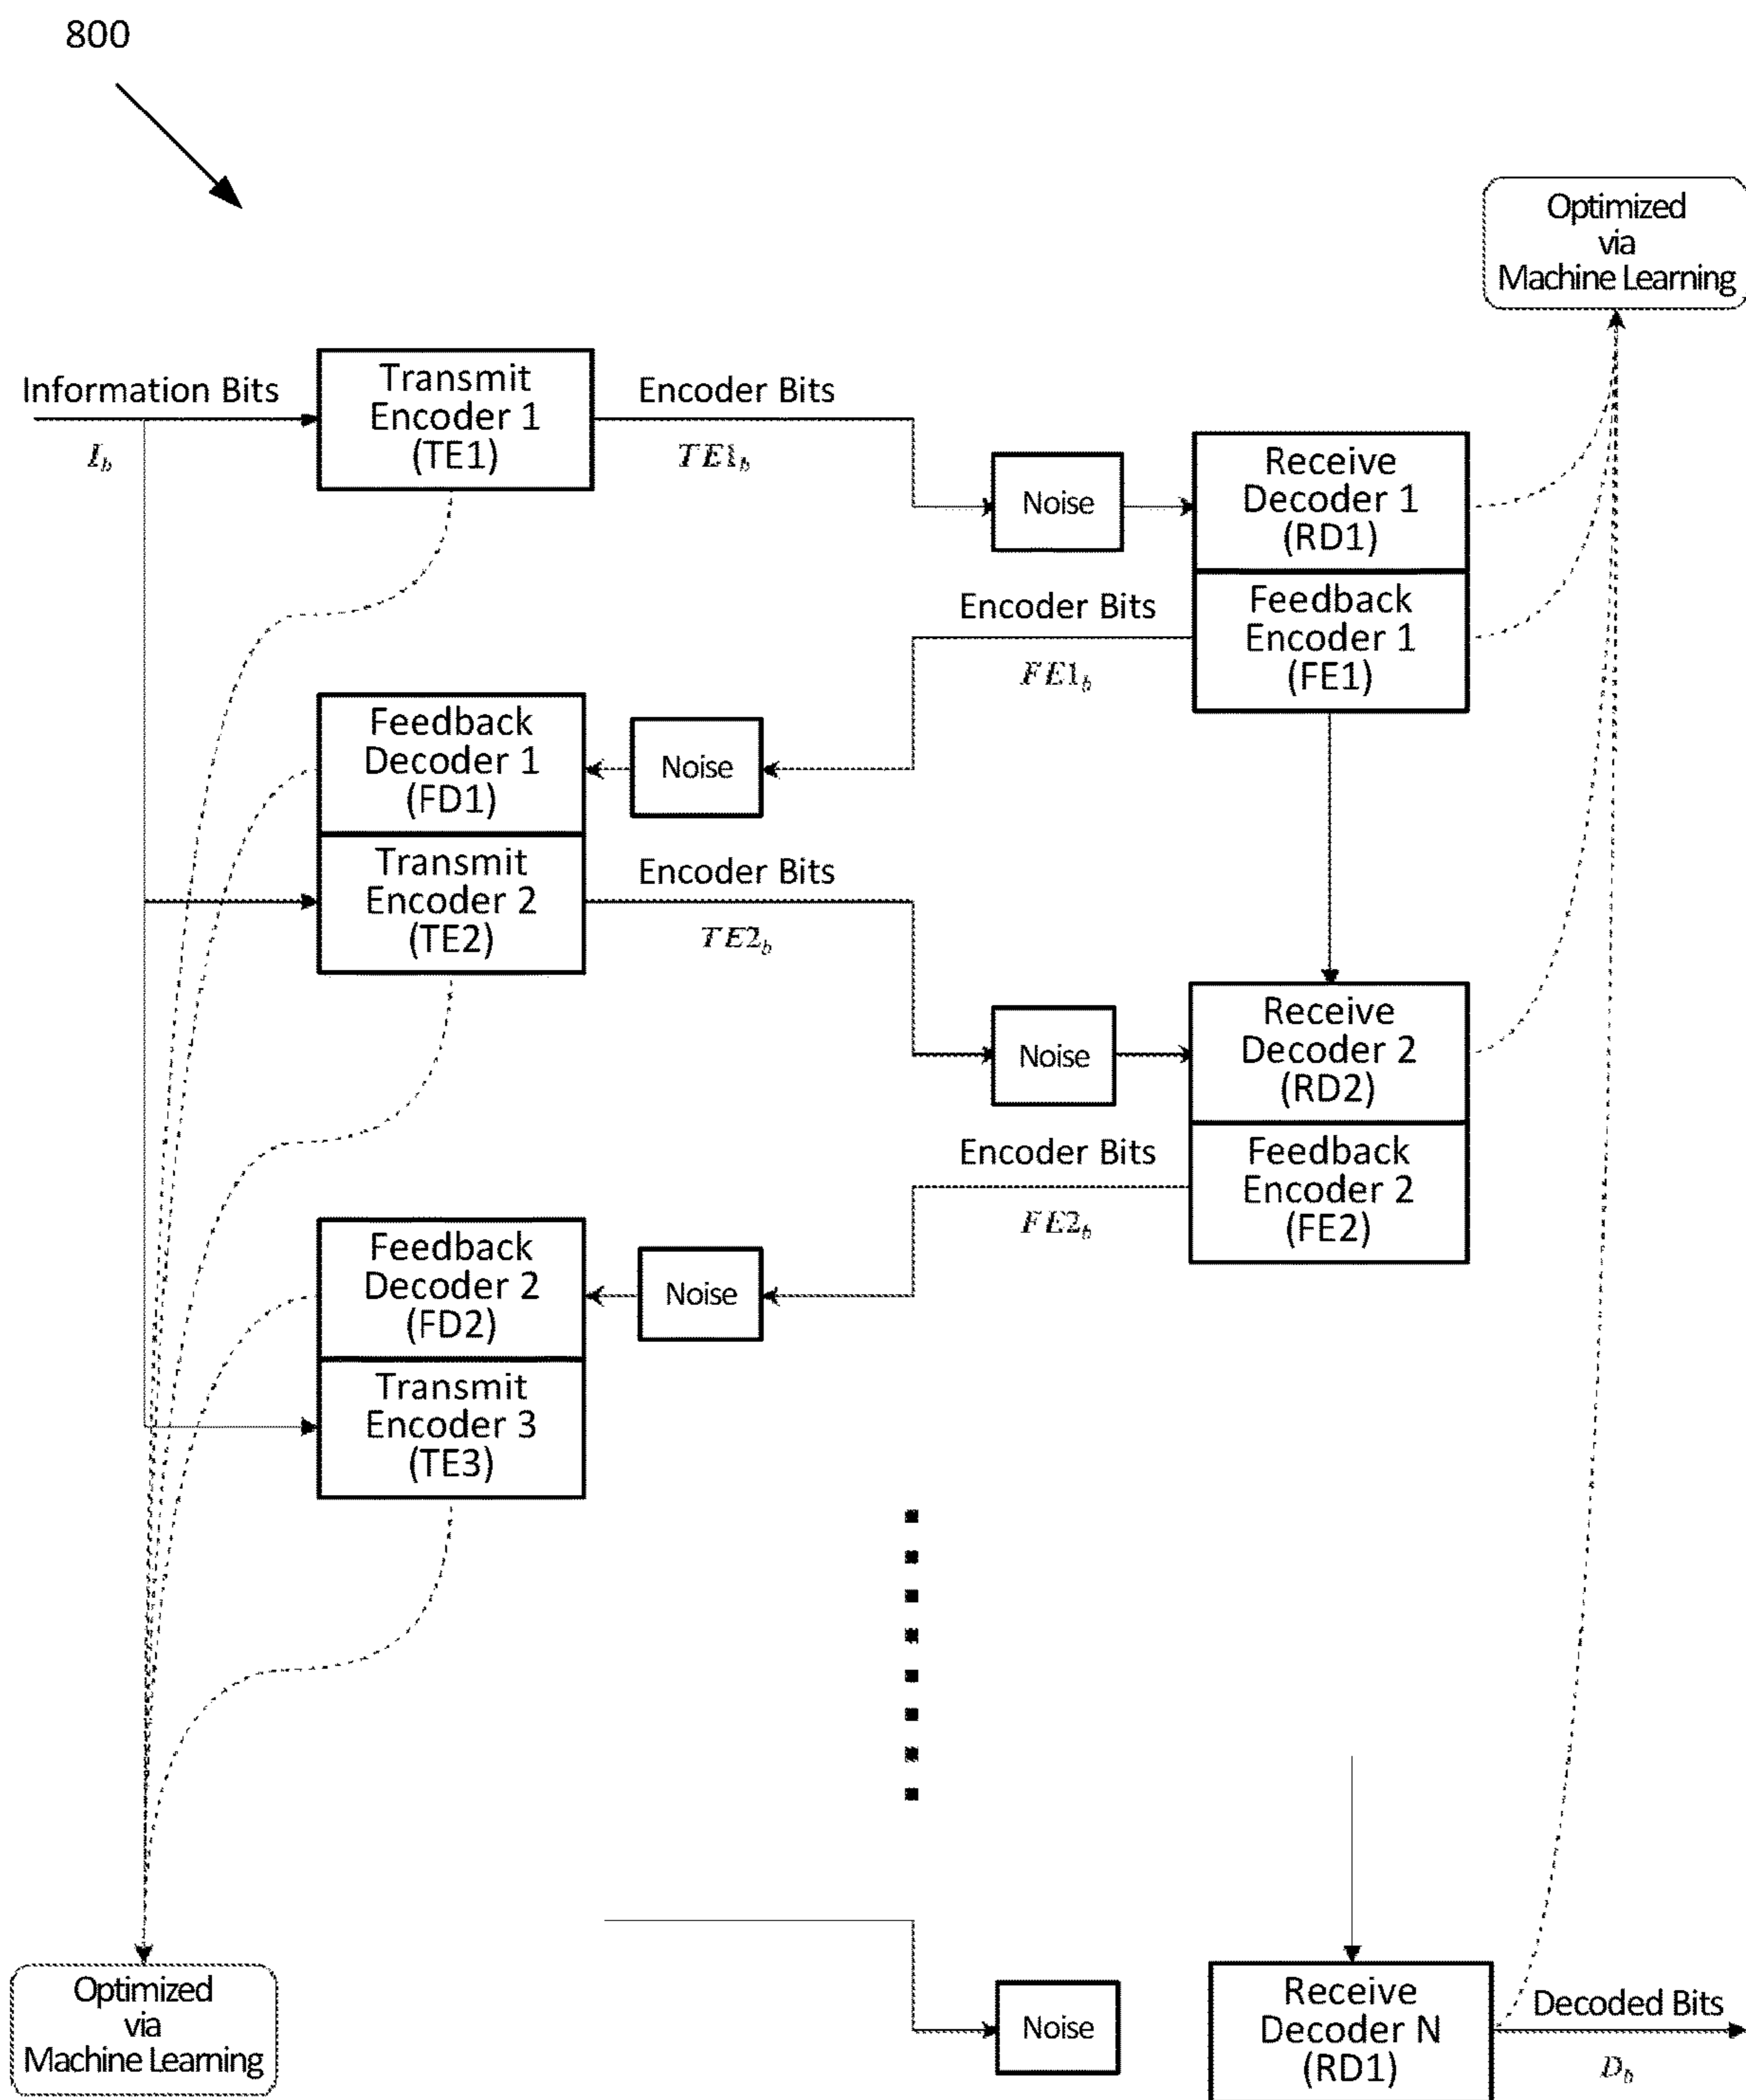 800
Optimized
via
Machine Learning
Information Bits
I_b
Transmit
Encoder 1
(TE1)
Encoder Bits
TE1_b
Noise
Receive
Decoder 1
(RD1)
Encoder Bits
FE1_b
Feedback
Encoder 1
(FE1)
Feedback
Decoder 1
(FD1)
Noise
Transmit
Encoder 2
(TE2)
Encoder Bits
TE2_b
Noise
Receive
Decoder 2
(RD2)
Encoder Bits
FE2_b
Feedback
Encoder 2
(FE2)
Feedback
Decoder 2
(FD2)
Noise
Transmit
Encoder 3
(TE3)
Optimized
via
Machine Learning
Noise
Receive
Decoder N
(RD1)
Decoded Bits
D_b